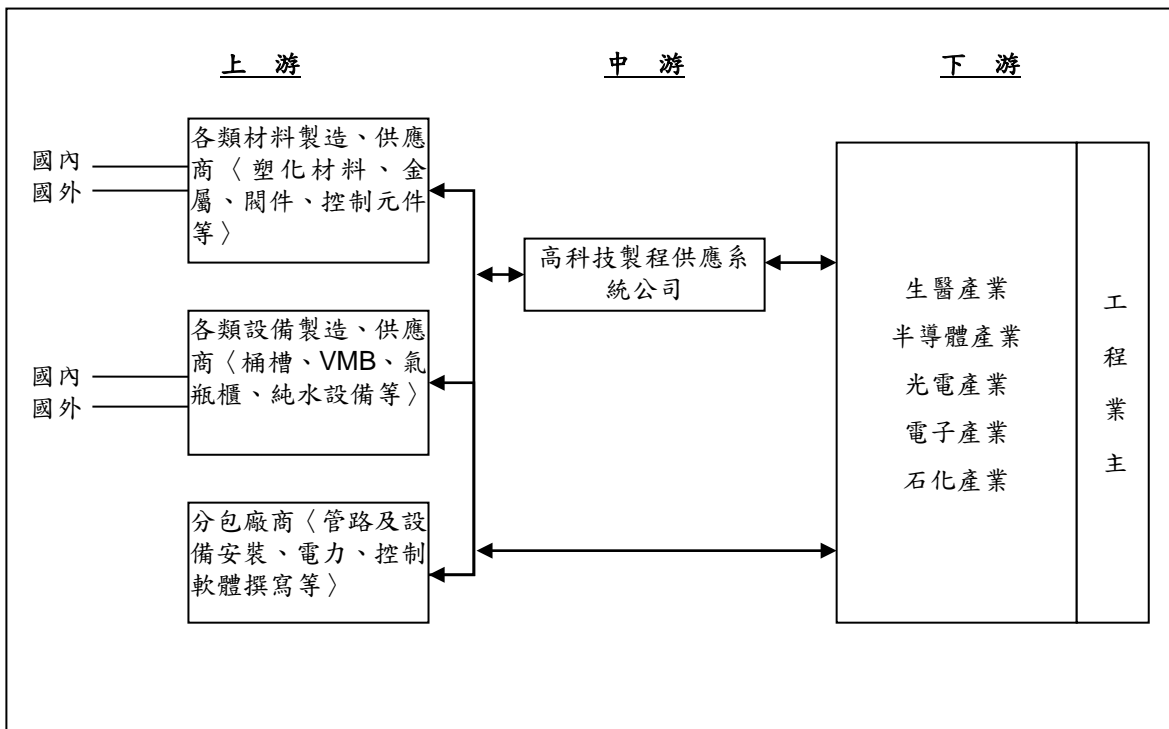 上 游
中 游
下 游
國內
國外
各類材料製造、供應
商〈塑化材料、金
屬、閥件、控制元件
等〉
高科技製程供應系
統公司
國內
國外
各類設備製造、供應
商〈桶槽、VMB、氣
瓶櫃、純水設備等〉
分包廠商〈管路及設
備安裝、電力、控制
軟體撰寫等〉
生醫產業
半導體產業
光電產業
電子產業
石化產業
工程業主